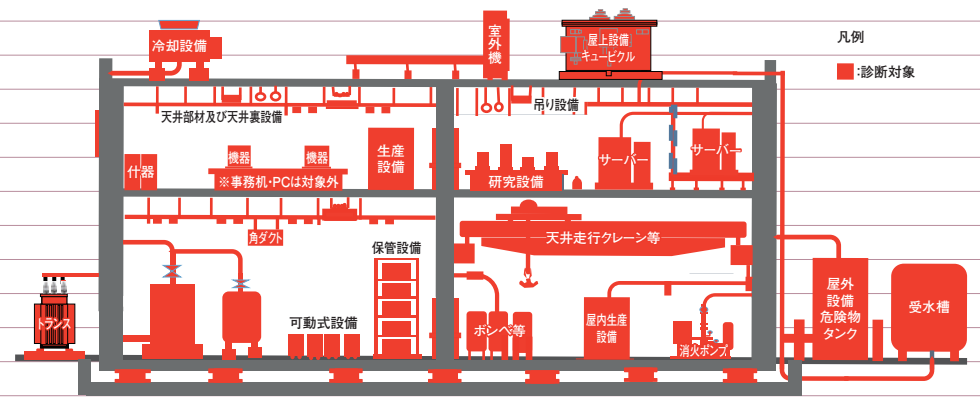 凡例
:診断対象
冷却設備
室外機
屋上設備
キュービクル
天井部材及び天井裏設備
吊り設備
什器
機器
機器
※事務机・PCは対象外
生産
設備
研究設備
サーバー
サーバー
角ダクト
保管設備
天井走行クレーン等
トランス
可動式設備
ボンベ等
屋内生産
設備
消火ポンプ
屋外
設備
危険物
タンク
受水槽